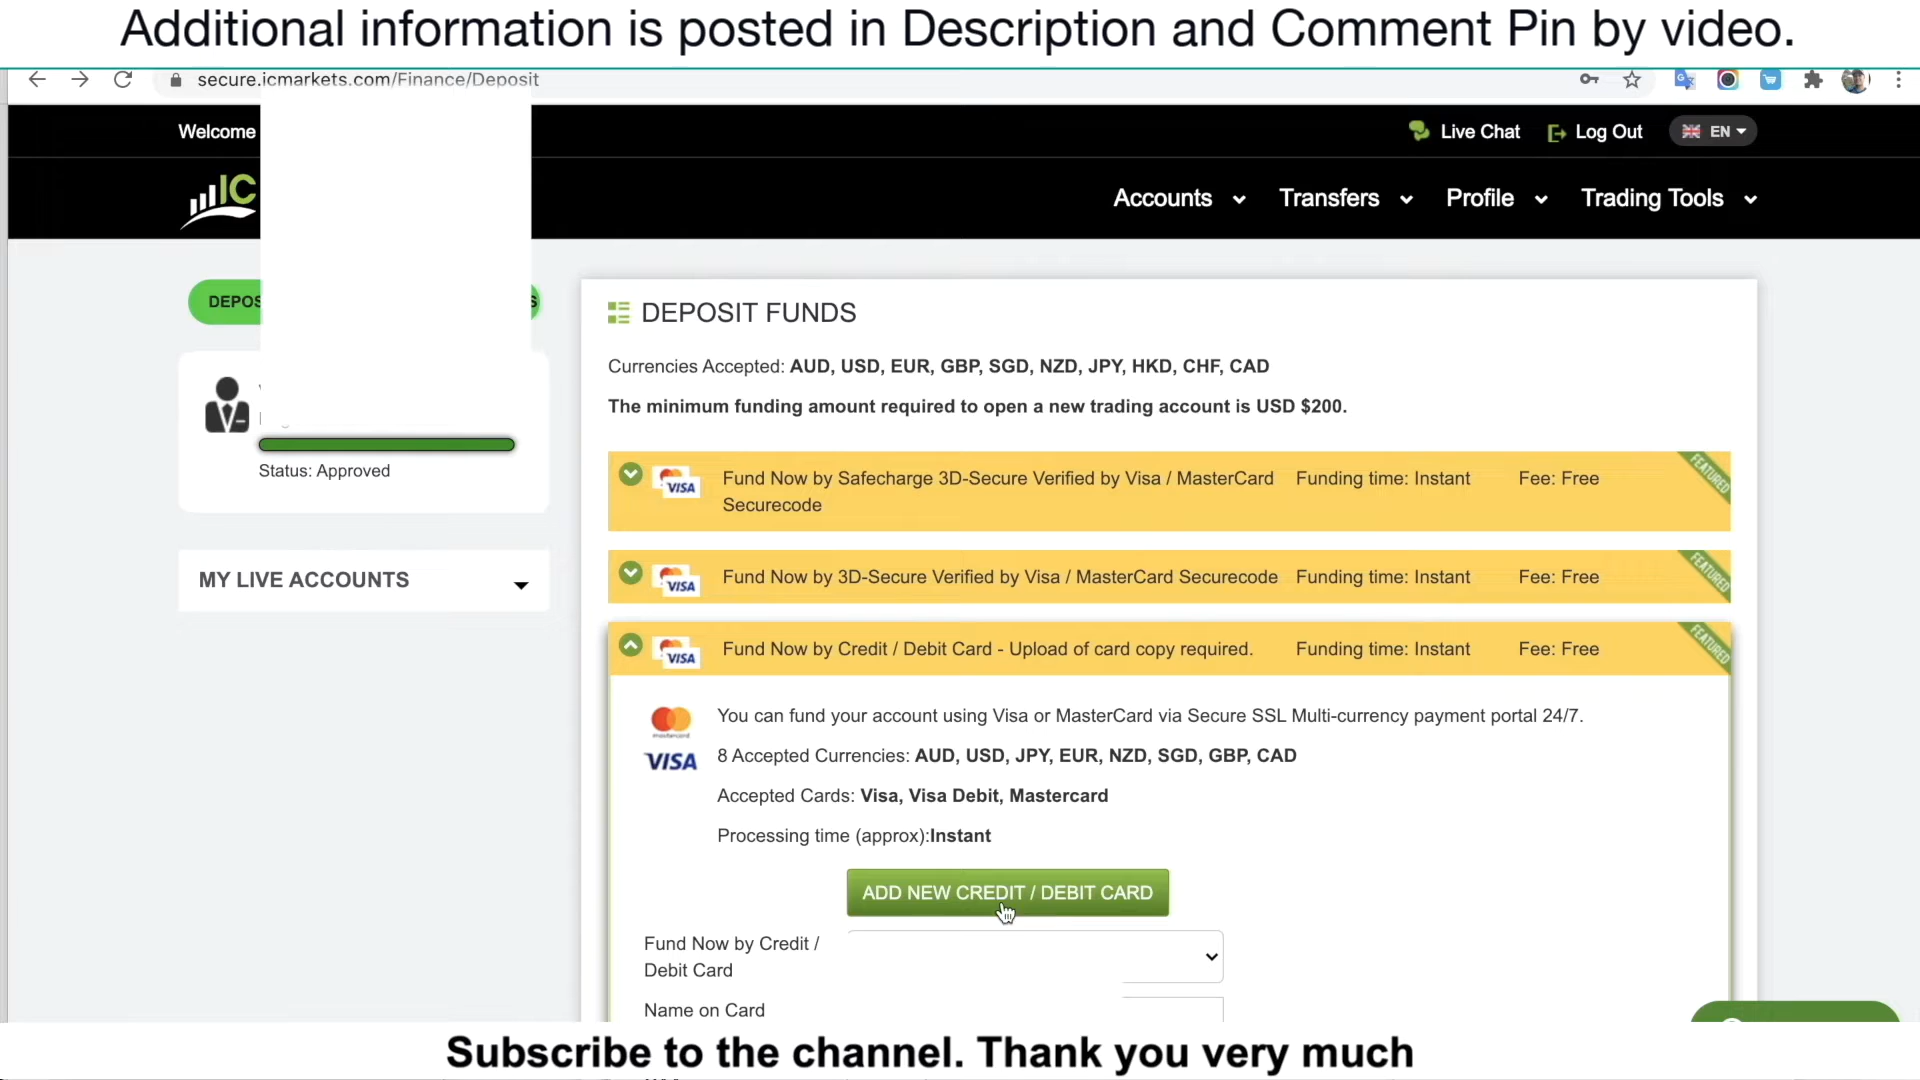 Additional information is posted in Description and Comment Pin by video.
secure.icmarkets.com/Finance/Deposit
Welcome
Live Chat
Log Out
EN
IC
Accounts
Transfers
Profile
Trading Tools
DEPOS
S
DEPOSIT FUNDS
Currencies Accepted: AUD, USD, EUR, GBP, SGD, NZD, JPY, HKD, CHF, CAD
The minimum funding amount required to open a new trading account is USD $200.
Status: Approved
MY LIVE ACCOUNTS
VISA
Fund Now by Safecharge 3D-Secure Verified by Visa / MasterCard
Securecode
Funding time: Instant
Fee: Free
FEATURED
VISA
Fund Now by 3D-Secure Verified by Visa / MasterCard Securecode
Funding time: Instant
Fee: Free
FEATURED
VISA
Fund Now by Credit / Debit Card - Upload of card copy required.
Funding time: Instant
Fee: Free
FEATURED
mastercard
VISA
You can fund your account using Visa or MasterCard via Secure SSL Multi-currency payment portal 24/7.
8 Accepted Currencies: AUD, USD, JPY, EUR, NZD, SGD, GBP, CAD
Accepted Cards: Visa, Visa Debit, Mastercard
Processing time (approx):Instant
ADD NEW CREDIT / DEBIT CARD
Fund Now by Credit /
Debit Card
Name on Card
Subscribe to the channel. Thank you very much